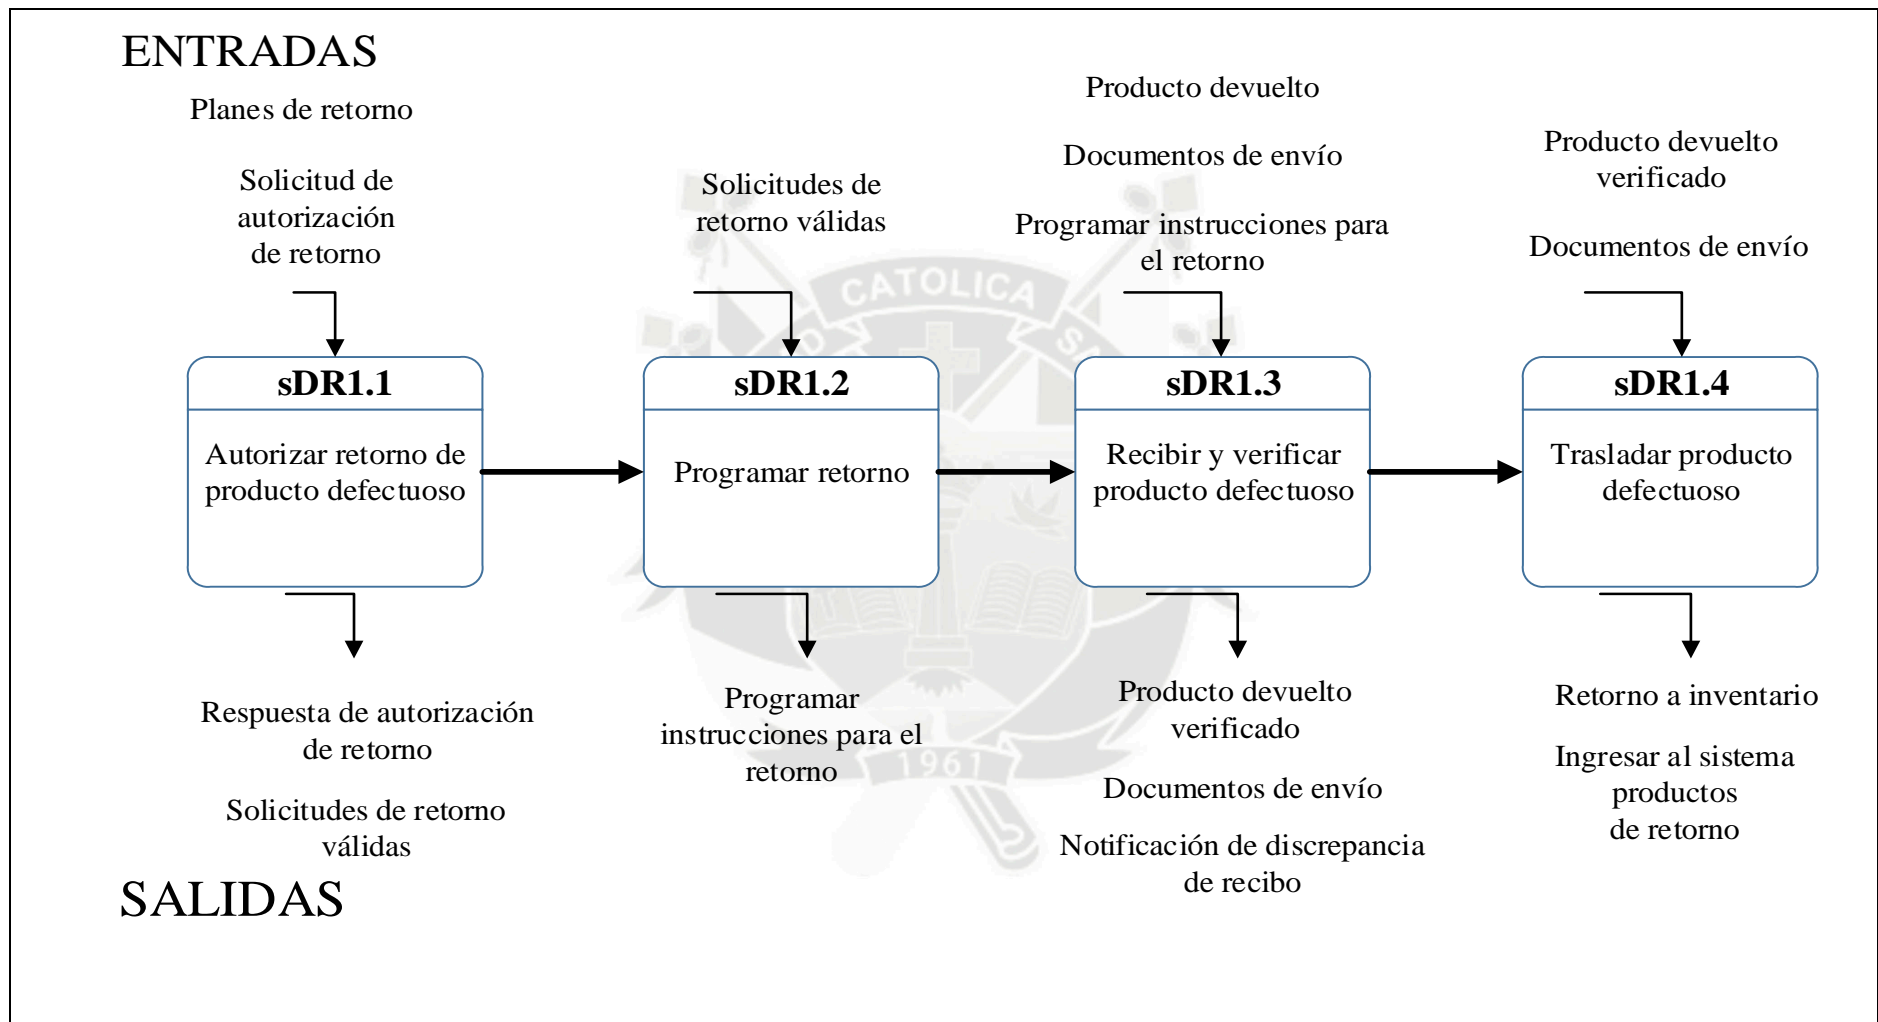 ENTRADAS
Planes de retorno
Solicitud de
autorización
de retorno
Solicitudes de
retorno válidas
Producto devuelto
Documentos de envío
Programar instrucciones para
el retorno
Producto devuelto
verificado
Documentos de envío
sDR1.1
Autorizar retorno de
producto defectuoso
sDR1.2
Programar retorno
sDR1.3
Recibir y verificar
producto defectuoso
sDR1.4
Trasladar producto
defectuoso
Respuesta de autorización
de retorno
Solicitudes de retorno
válidas
Programar
instrucciones para el
retorno
Producto devuelto
verificado
Documentos de envío
Notificación de discrepancia
de recibo
Retorno a inventario
Ingresar al sistema
productos
de retorno
SALIDAS
CATOLICA
1961